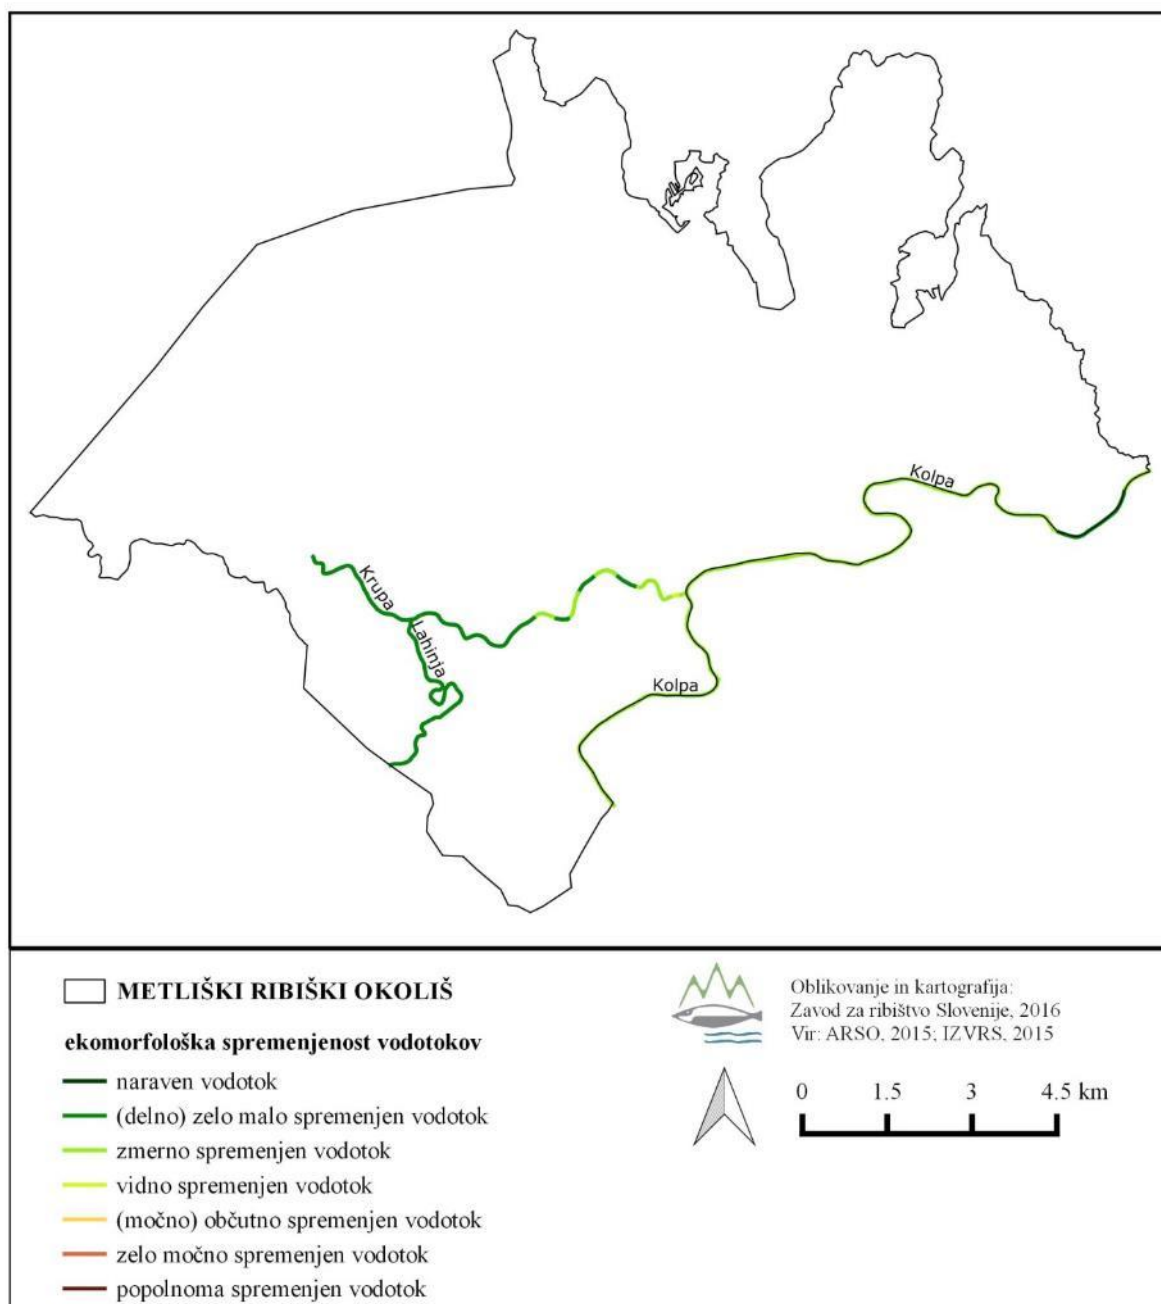 Kolpa
Krupa
Lahinja
Kolpa
METLIŠKI RIBIŠKI OKOLIŠ
ekomorfološka spremenjenost vodotokov
naraven vodotok
(delno) zelo malo spremenjen vodotok
zmerno spremenjen vodotok
vidno spremenjen vodotok
(močno) občutno spremenjen vodotok
zelo močno spremenjen vodotok
popolnoma spremenjen vodotok
Oblikovanje in kartografija:
Zavod za ribištvo Slovenije, 2016
Vir: ARSO, 2015; IZVRS, 2015
0 1.5 3 4.5 km